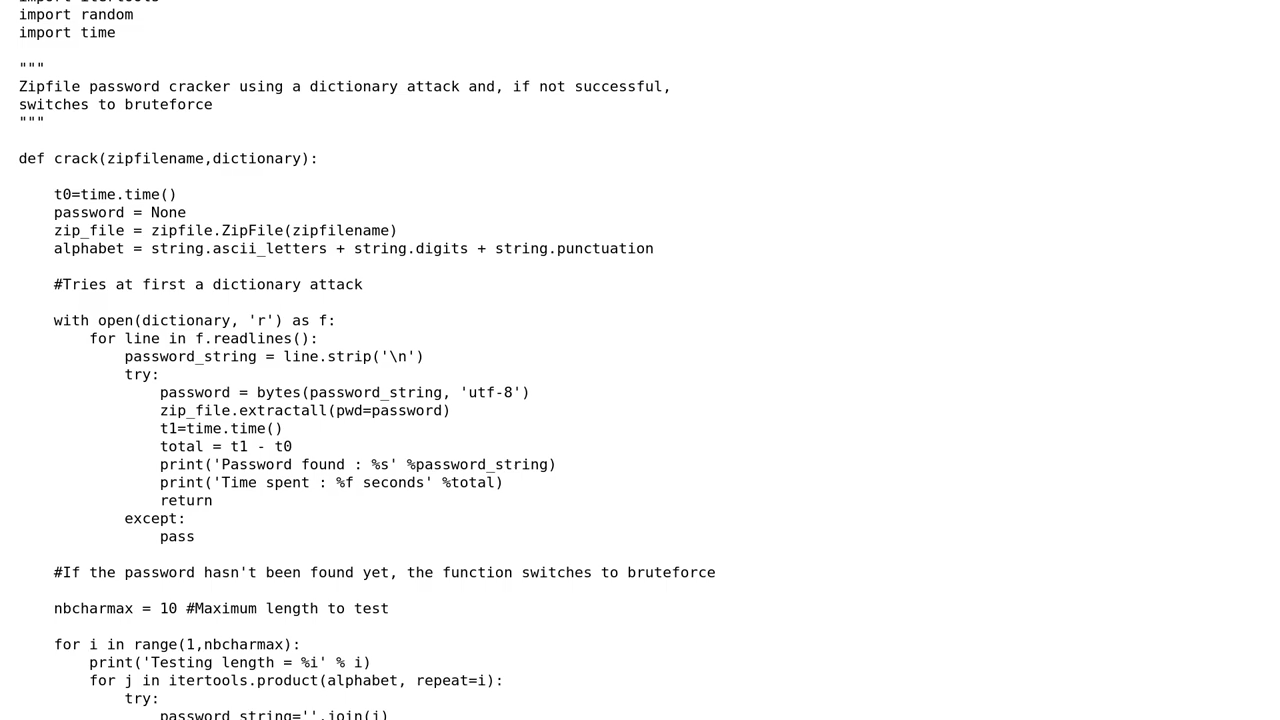 import itertools
import random
import time
"""
Zipfile password cracker using a dictionary attack and, if not successful,
switches to bruteforce
"""
def crack(zipfilename,dictionary):
t0=time.time()
password = None
zip_file = zipfile.ZipFile(zipfilename)
alphabet = string.ascii_letters + string.digits + string.punctuation
#Tries at first a dictionary attack
with open(dictionary, 'r') as f:
for line in f.readlines():
password_string = line.strip('\n')
try:
password = bytes(password_string, 'utf-8')
zip_file.extractall(pwd=password)
t1=time.time()
total = t1 - t0
print('Password found : %s' %password_string)
print('Time spent : %f seconds' %total)
return
except:
pass
#If the password hasn't been found yet, the function switches to bruteforce
nbcharmax = 10 #Maximum length to test
for i in range(1,nbcharmax):
print('Testing length = %i' % i)
for j in itertools.product(alphabet, repeat=i):
try:
password_string=''.join(j)